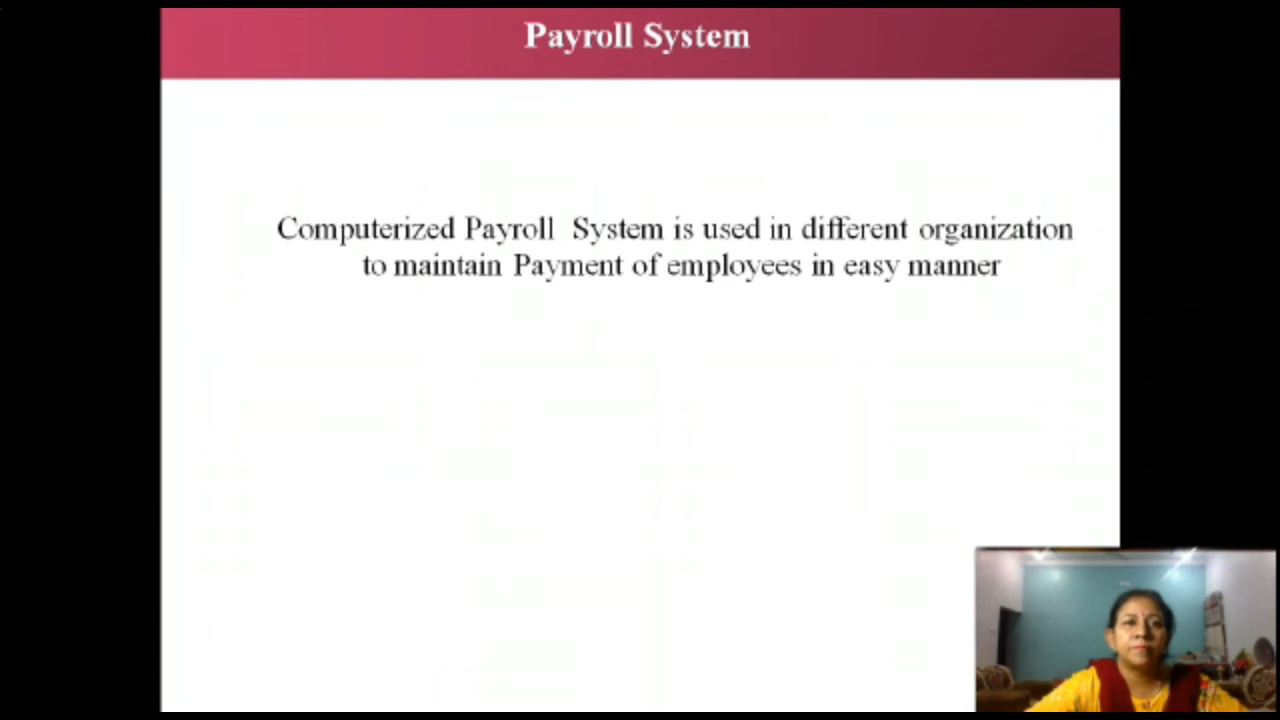 Payroll System
Computerized Payroll System is used in different organization
to maintain Payment of employees in easy manner